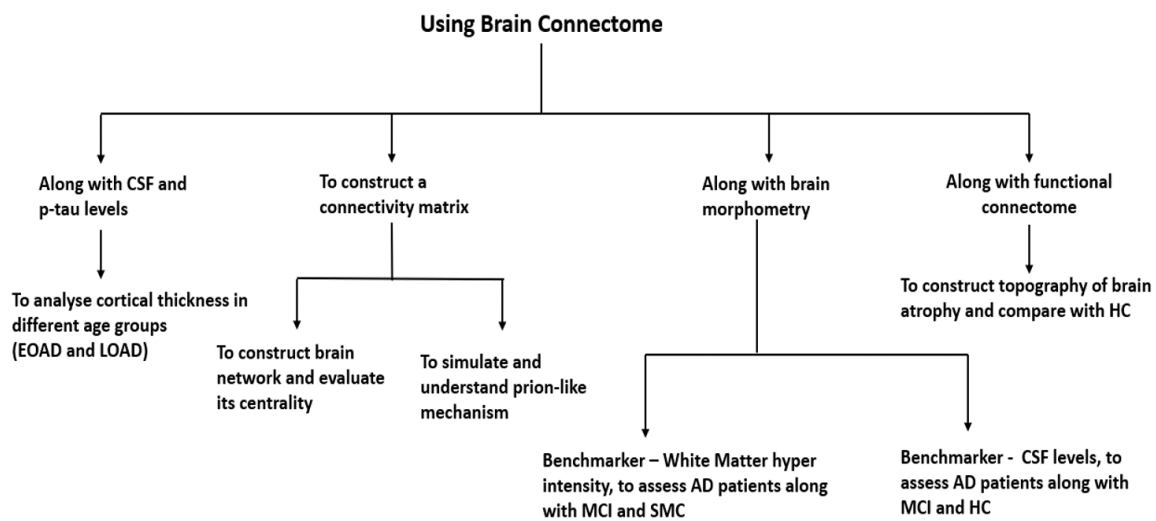 Using Brain Connectome
Along with CSF and
p-tau levels
To construct a
connectivity matrix
Along with brain
morphometry
Along with functional
connectome
To analyse cortical thickness in
different age groups
(EOAD and LOAD)
To construct brain
network and evaluate
its centrality
To simulate and
understand prion-like
mechanism
To construct topography of brain
atrophy and compare with HC
Benchmarker – White Matter hyper
intensity, to assess AD patients along
with MCI and SMC
Benchmarker - CSF levels, to
assess AD patients along with
MCI and HC